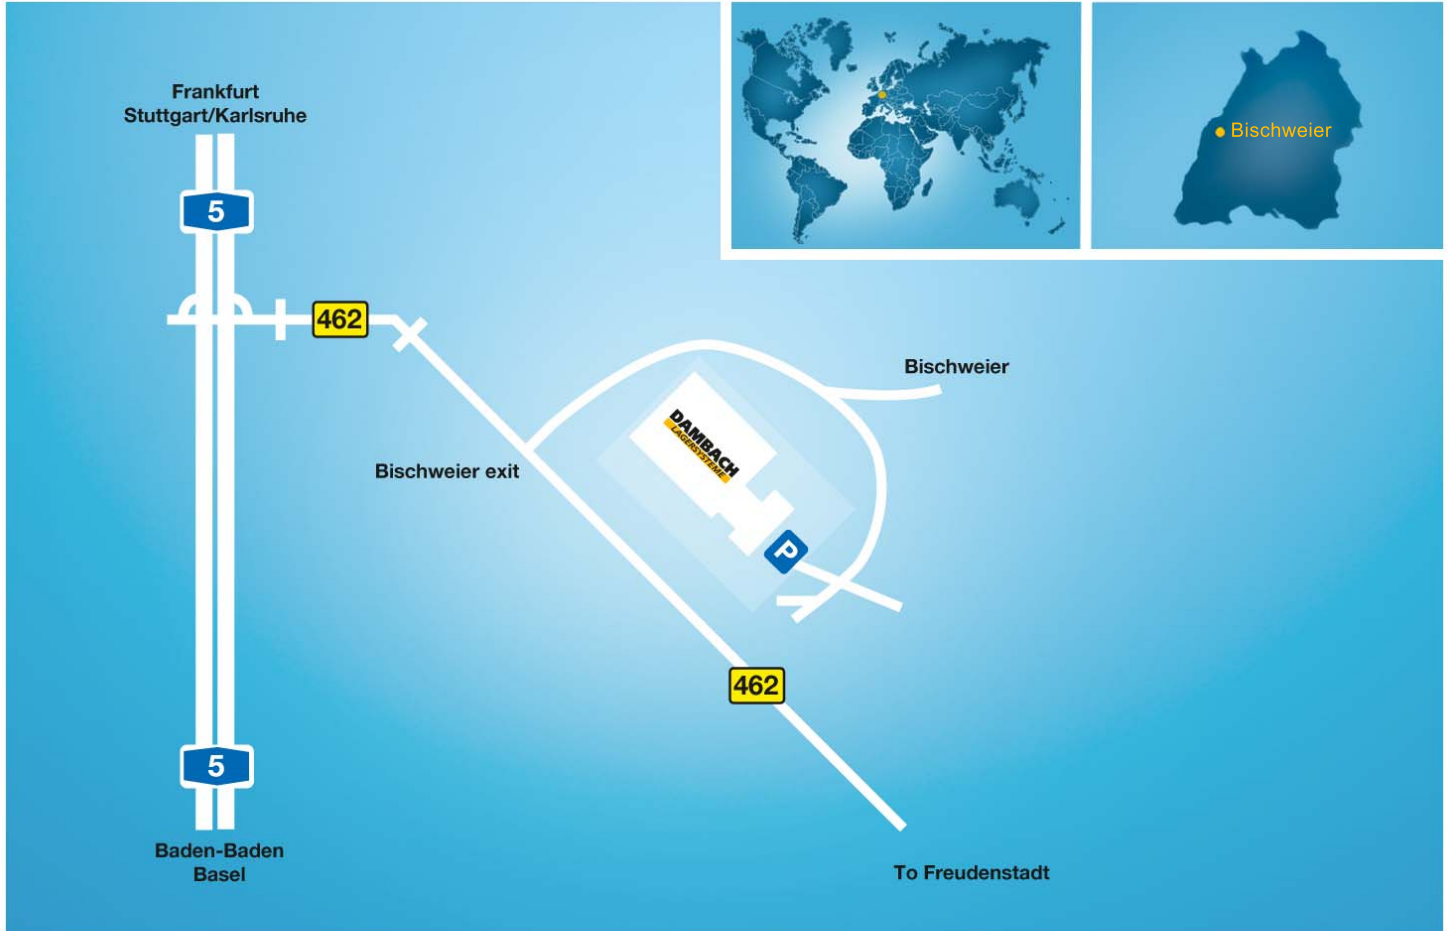 Frankfurt
Stuttgart/Karlsruhe
5
462
Bischweier
Bischweier
DAMBACH
LAGERSYSTEME
Bischweier exit
P
462
5
Baden-Baden
Basel
To Freudenstadt